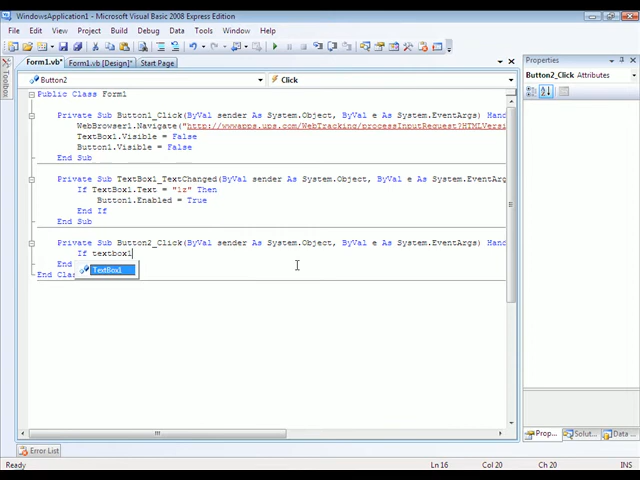 WindowsApplication1 - Microsoft Visual Basic 2008 Express Edition
File Edit View Project Build Debug Data Tools Window Help
Toolbox
Form1.vb* Form1.vb [Design]* Start Page
Button2 Click
Public Class Form1
Private Sub Button1_Click(ByVal sender As System.Object, ByVal e As System.EventArgs) Hand
WebBrowser1.Navigate("http://wwwapps.ups.com/WebTracking/processInputRequest?HTMLVersi
TextBox1.Visible = False
Button1.Visible = False
End Sub
Private Sub TextBox1_TextChanged(ByVal sender As System.Object, ByVal e As System.EventArg
If TextBox1.Text = "1z" Then
Button1.Enabled = True
End If
End Sub
Private Sub Button2_Click(ByVal sender As System.Object, ByVal e As System.EventArgs) Hand
If textbox1
End
TextBox1
End Clas
Properties
Button2_Click Attributes
Prop... Solut... Data ...
Error List
Ready Ln 16 Col 20 Ch 20 INS